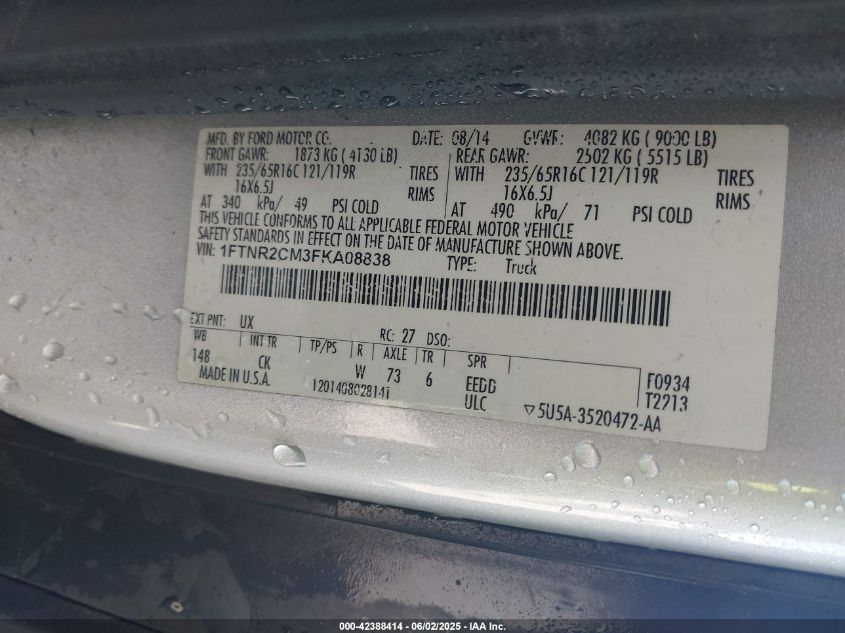 MFD. BY FORD MOTOR CO. DATE: 08/14 GVWR: 4082 KG ( 9000 LB)
FRONT GAWR: 1873 KG ( 4130 LB) REAR GAWR: 2502 KG ( 5515 LB)
WITH 235/65R16C 121/119R TIRES WITH 235/65R16C 121/119R TIRES
16X6.5J RIMS 16X6.5J RIMS
AT 340 kPa/ 49 PSI COLD AT 490 kPa/ 71 PSI COLD
THIS VEHICLE CONFORMS TO ALL APPLICABLE FEDERAL MOTOR VEHICLE
SAFETY STANDARDS IN EFFECT ON THE DATE OF MANUFACTURE SHOWN ABOVE.
VIN: 1FTNR2CM3FKA08838 TYPE: Truck
EXT PNT: UX RC: 27 DSO:
WB INT TR TP/PS R AXLE TR SPR
148 CK W 73 6 EEDD F0934
MADE IN U.S.A. 1201408028141 ULC T2213
▽5U5A-3520472-AA
000-42388414 - 06/02/2025 - IAA Inc.